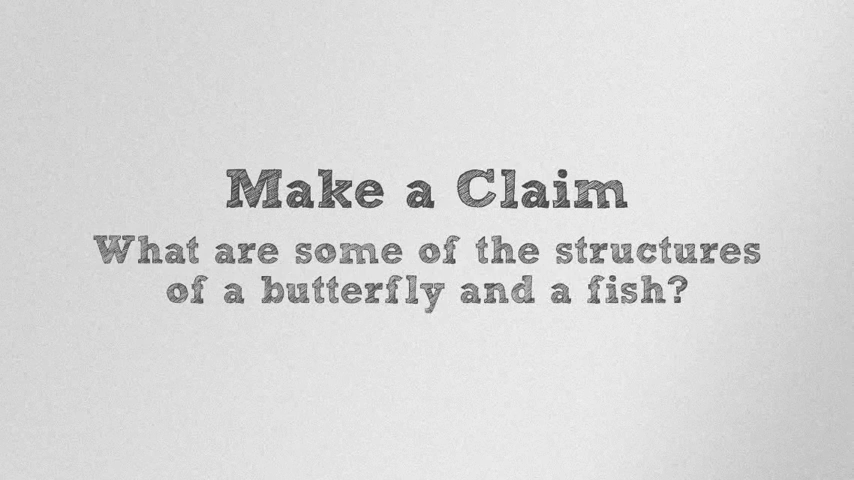 Make a Claim
What are some of the structures
of a butterfly and a fish?